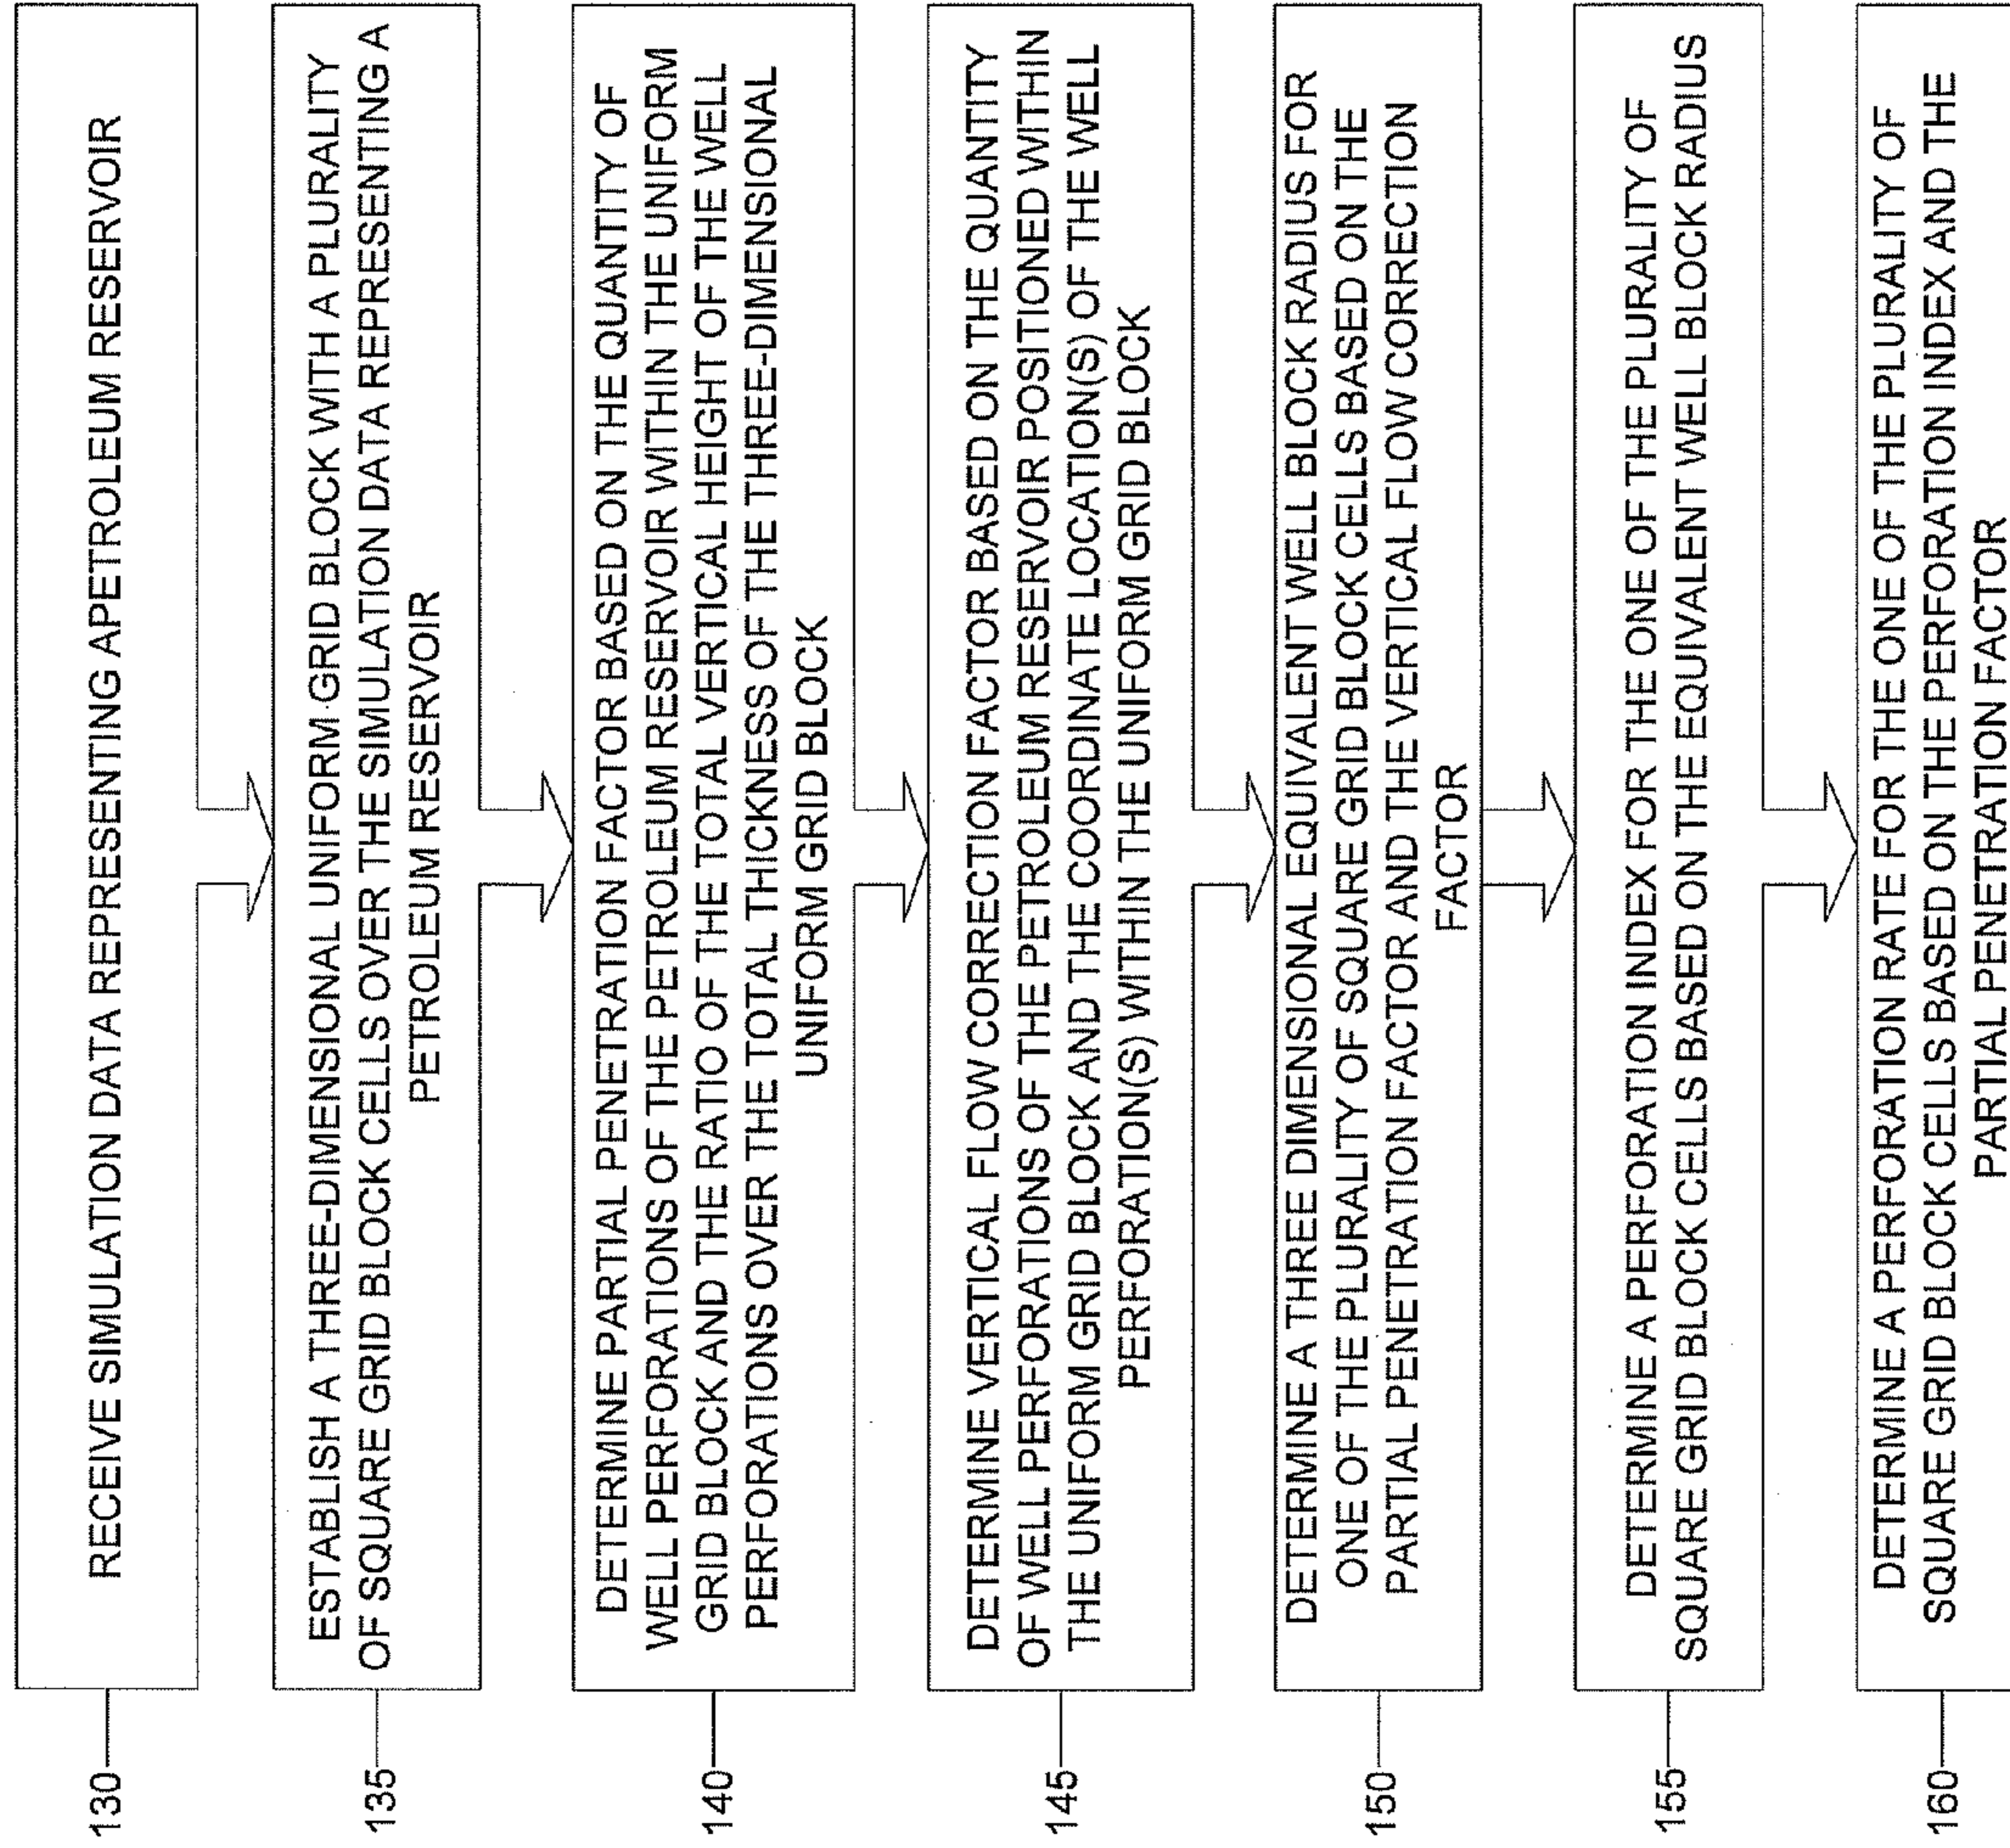 130
RECEIVE SIMULATION DATA REPRESENTING APETROLEUM RESERVOIR
135
ESTABLISH A THREE-DIMENSIONAL UNIFORM GRID BLOCK WITH A PLURALITY
OF SQUARE GRID BLOCK CELLS OVER THE SIMULATION DATA REPRESENTING A
PETROLEUM RESERVOIR
140
DETERMINE PARTIAL PENETRATION FACTOR BASED ON THE QUANTITY OF
WELL PERFORATIONS OF THE PETROLEUM RESERVOIR WITHIN THE UNIFORM
GRID BLOCK AND THE RATIO OF THE TOTAL VERTICAL HEIGHT OF THE WELL
PERFORATIONS OVER THE TOTAL THICKNESS OF THE THREE-DIMENSIONAL
UNIFORM GRID BLOCK
145
DETERMINE VERTICAL FLOW CORRECTION FACTOR BASED ON THE QUANTITY
OF WELL PERFORATIONS OF THE PETROLEUM RESERVOIR POSITIONED WITHIN
THE UNIFORM GRID BLOCK AND THE COORDINATE LOCATION(S) OF THE WELL
PERFORATION(S) WITHIN THE UNIFORM GRID BLOCK
150
DETERMINE A THREE DIMENSIONAL EQUIVALENT WELL BLOCK RADIUS FOR
ONE OF THE PLURALITY OF SQUARE GRID BLOCK CELLS BASED ON THE
PARTIAL PENETRATION FACTOR AND THE VERTICAL FLOW CORRECTION
FACTOR
155
DETERMINE A PERFORATION INDEX FOR THE ONE OF THE PLURALITY OF
SQUARE GRID BLOCK CELLS BASED ON THE EQUIVALENT WELL BLOCK RADIUS
160
DETERMINE A PERFORATION RATE FOR THE ONE OF THE PLURALITY OF
SQUARE GRID BLOCK CELLS BASED ON THE PERFORATION INDEX AND THE
PARTIAL PENETRATION FACTOR